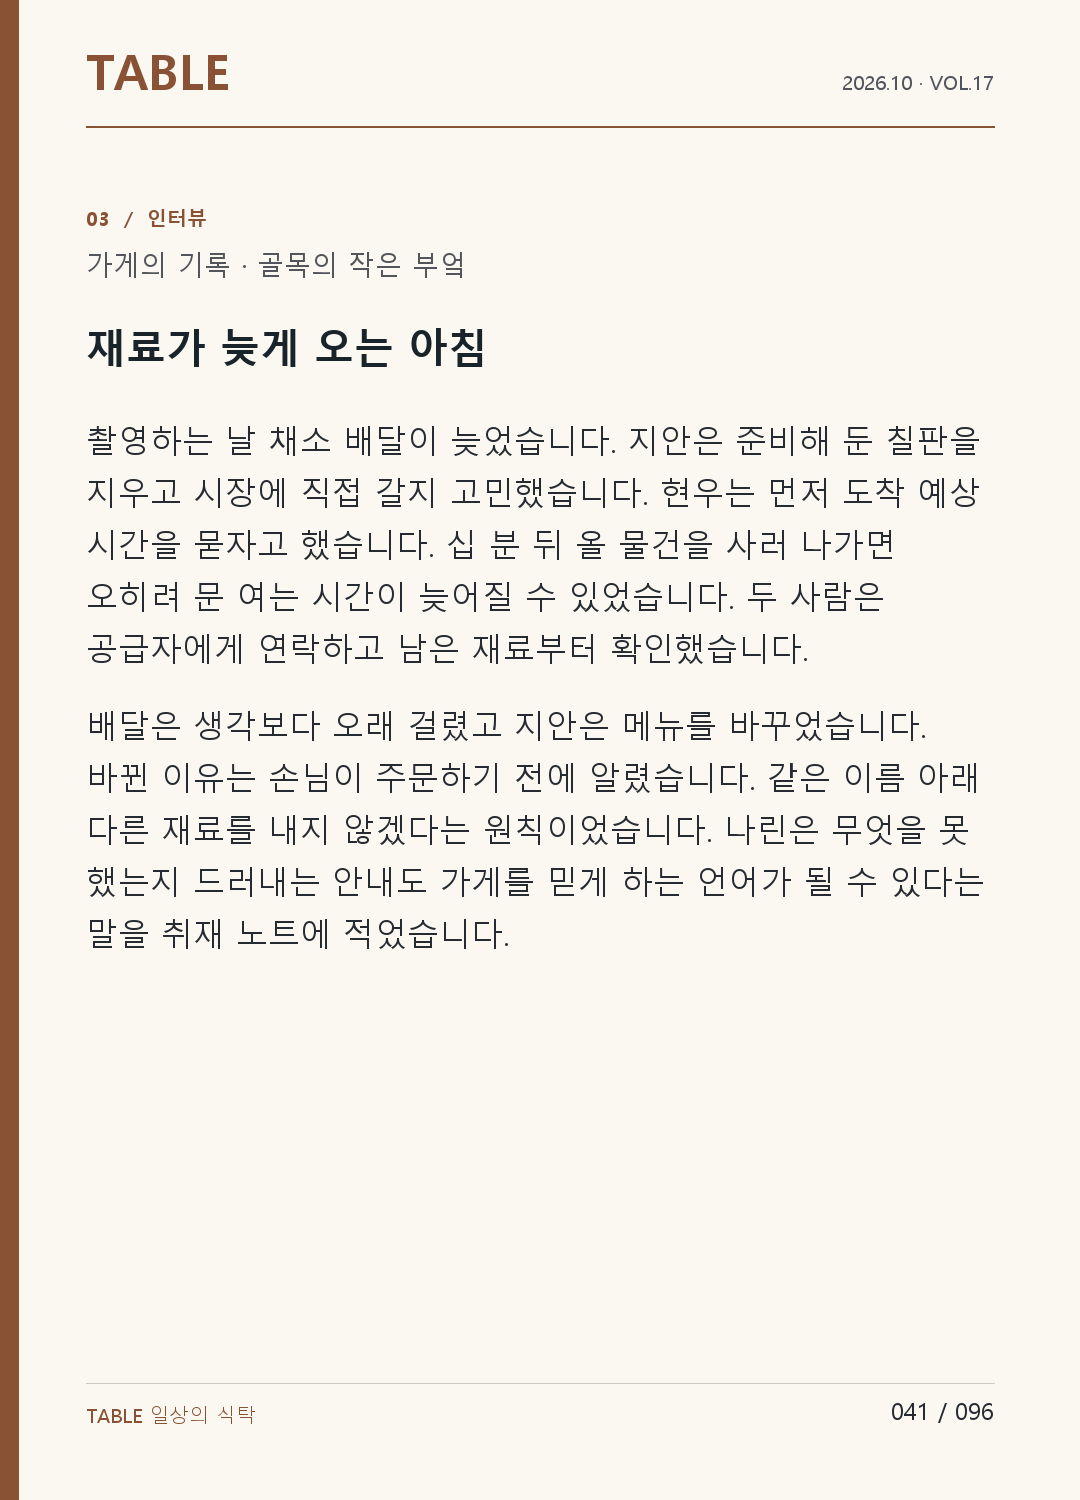 TABLE
2026.10 · VOL.17
03 / 인터뷰
가게의 기록 · 골목의 작은 부엌
재료가 늦게 오는 아침
촬영하는 날 채소 배달이 늦었습니다. 지안은 준비해 둔 칠판을
지우고 시장에 직접 갈지 고민했습니다. 현우는 먼저 도착 예상
시간을 묻자고 했습니다. 십 분 뒤 올 물건을 사러 나가면
오히려 문 여는 시간이 늦어질 수 있었습니다. 두 사람은
공급자에게 연락하고 남은 재료부터 확인했습니다.
배달은 생각보다 오래 걸렸고 지안은 메뉴를 바꾸었습니다.
바뀐 이유는 손님이 주문하기 전에 알렸습니다. 같은 이름 아래
다른 재료를 내지 않겠다는 원칙이었습니다. 나린은 무엇을 못
했는지 드러내는 안내도 가게를 믿게 하는 언어가 될 수 있다는
말을 취재 노트에 적었습니다.
TABLE 일상의 식탁
041 / 096